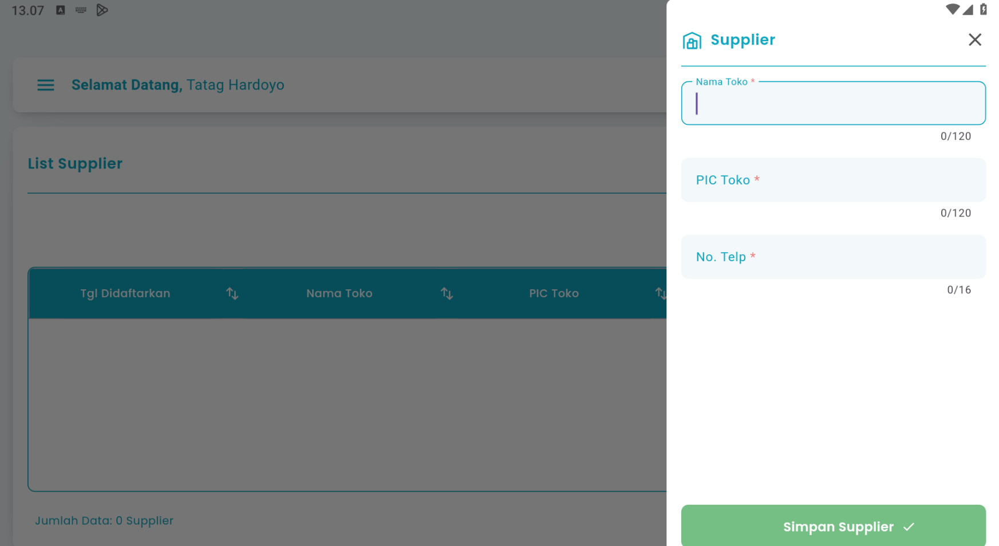 13.07
Selamat Datang, Tatag Hardoyo
List Supplier
Tgl Didaftarkan
Nama Toko
PIC Toko
Jumlah Data: 0 Supplier
Supplier
Nama Toko *
0/120
PIC Toko *
0/120
No. Telp *
0/16
Simpan Supplier